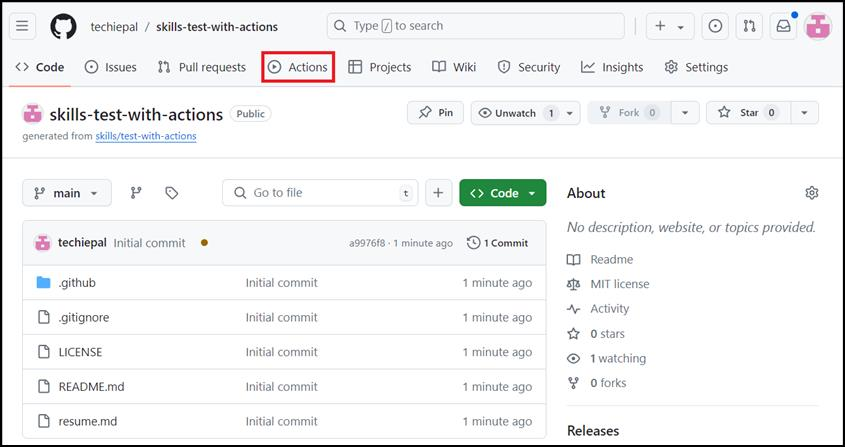 techiepal / skills-test-with-actions
Type / to search
Code Issues Pull requests Actions Projects Wiki Security Insights Settings
skills-test-with-actions Public
Pin Unwatch 1 Fork 0 Star 0
generated from skills/test-with-actions
main
Go to file t
Code
techiepal Initial commit a9976f8 · 1 minute ago 1 Commit
.github Initial commit 1 minute ago
.gitignore Initial commit 1 minute ago
LICENSE Initial commit 1 minute ago
README.md Initial commit 1 minute ago
resume.md Initial commit 1 minute ago
About
No description, website, or topics provided.
Readme
MIT license
Activity
0 stars
1 watching
0 forks
Releases